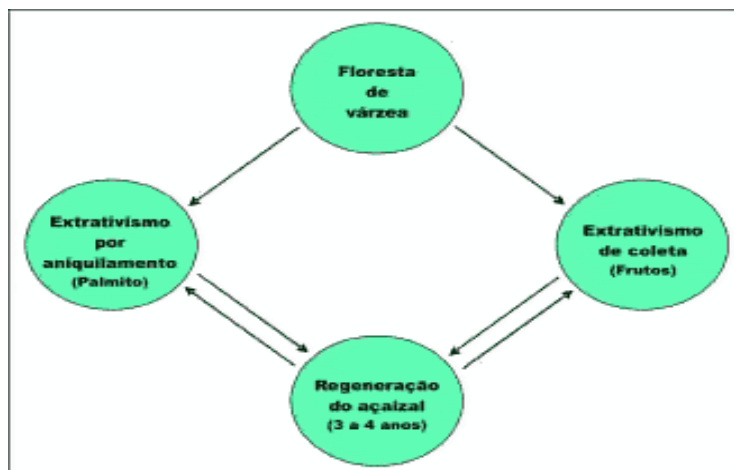 Floresta
de
várzea
Extrativismo
por
aniquilamento
(Palmito)
Extrativismo
de coleta
(Frutos)
Regeneração
do açaizal
(3 a 4 anos)